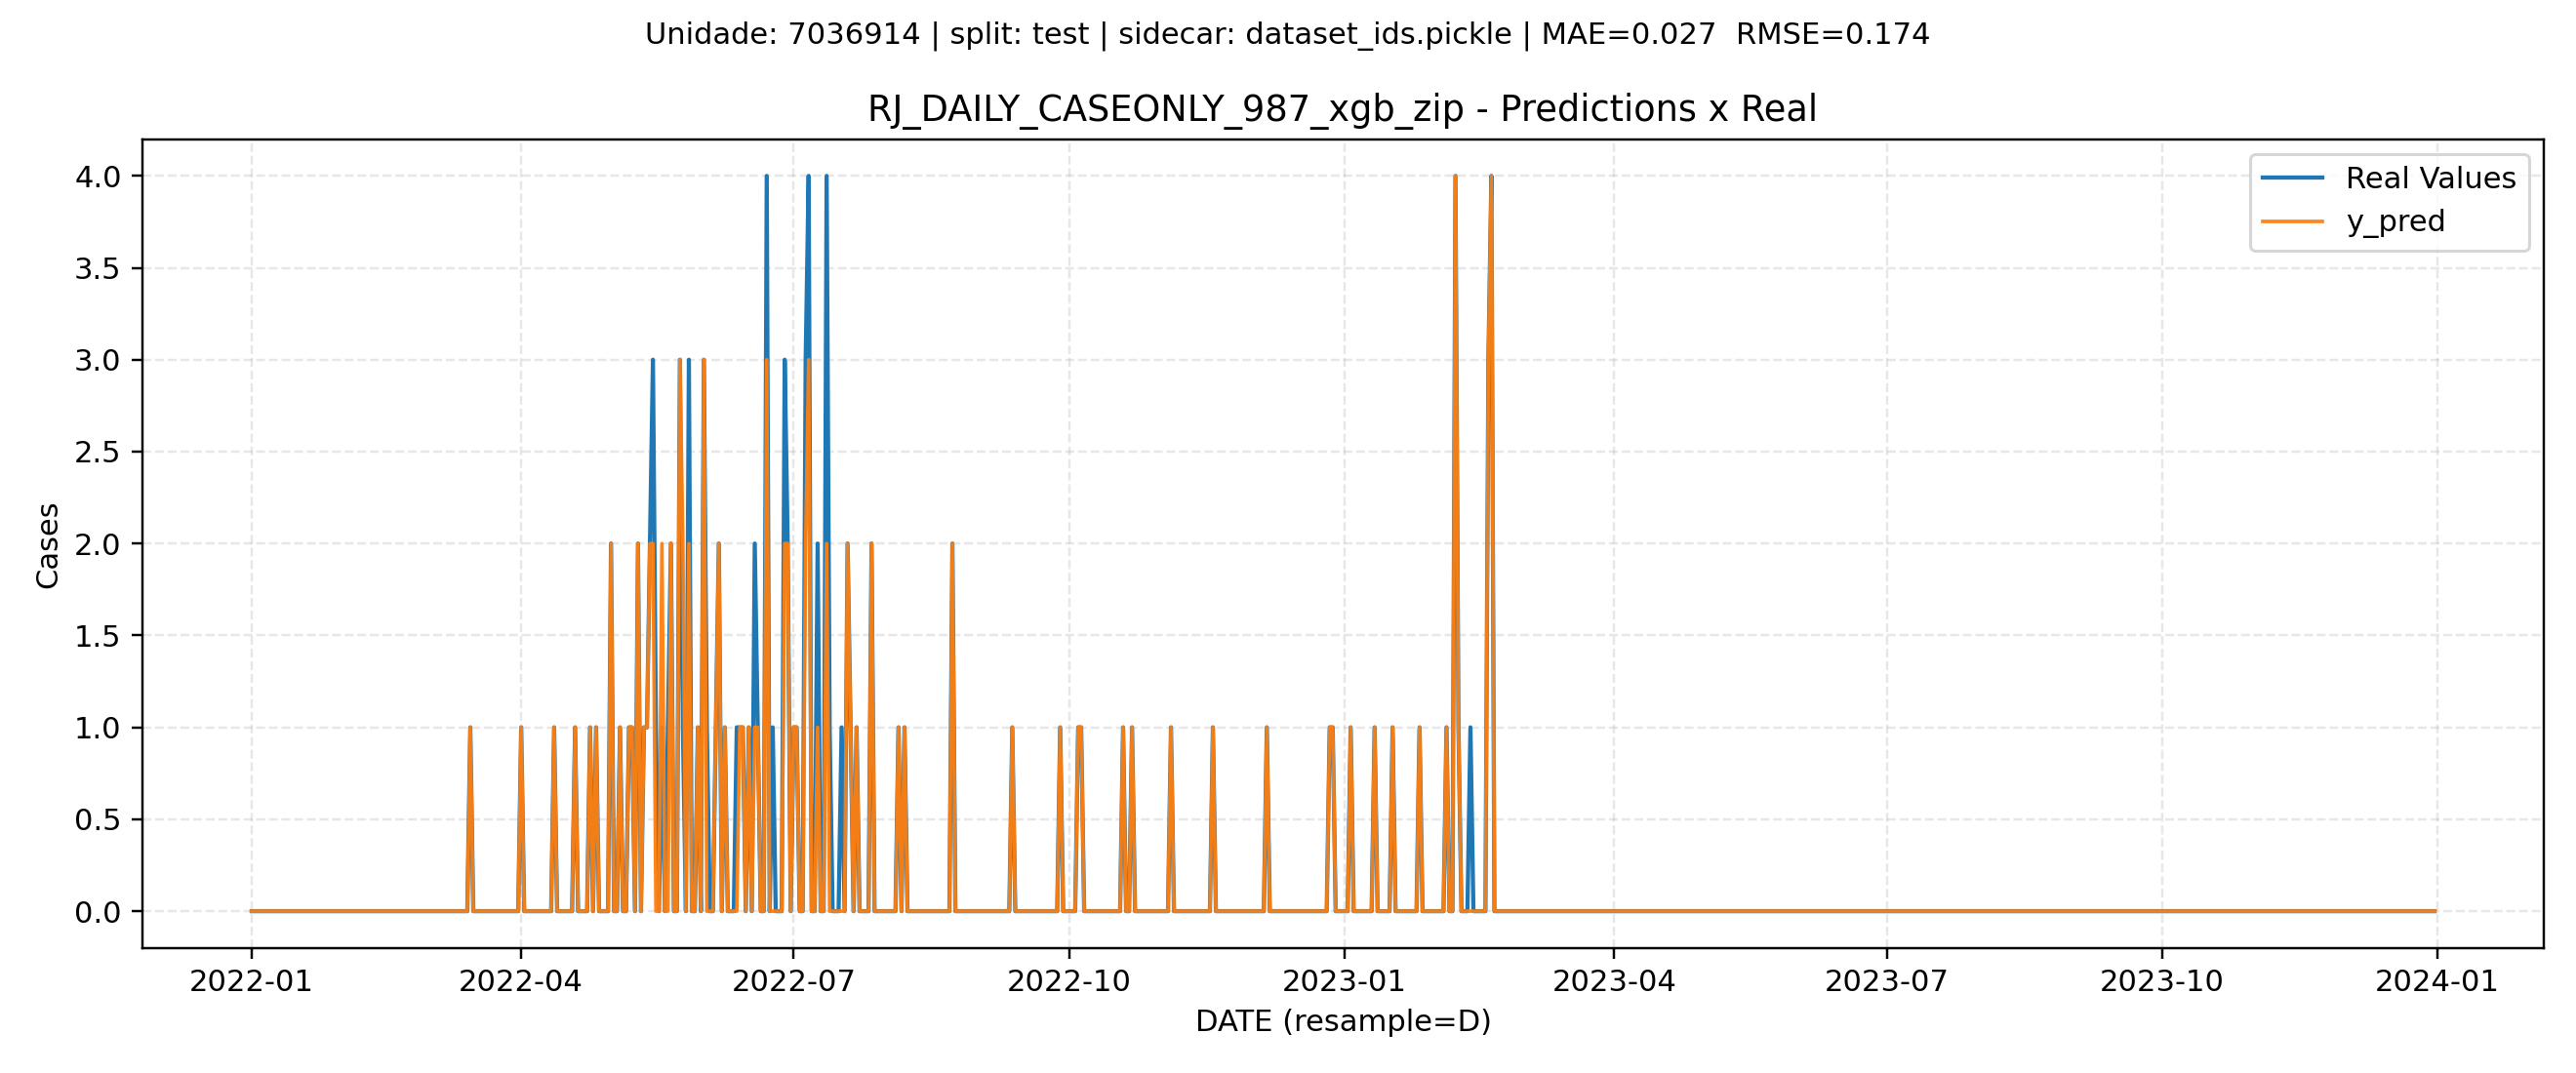 Unidade: 7036914 | split: test | sidecar: dataset_ids.pickle | MAE=0.027  RMSE=0.174
RJ_DAILY_CASEONLY_987_xgb_zip - Predictions x Real
Real Values
y_pred
4.0
3.5
3.0
2.5
2.0
1.5
1.0
0.5
0.0
Cases
2022-01 2022-04 2022-07 2022-10 2023-01 2023-04 2023-07 2023-10 2024-01
DATE (resample=D)